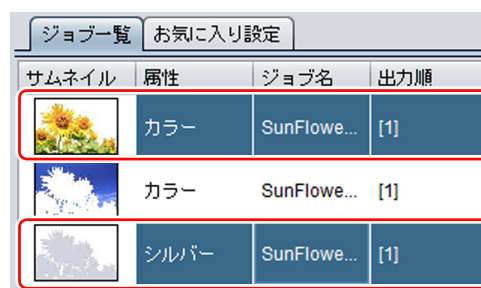 ジョブ一覧 お気に入り設定
サムネイル 属性 ジョブ名 出力順
カラー SunFlowe... [1]
カラー SunFlowe... [1]
シルバー SunFlowe... [1]